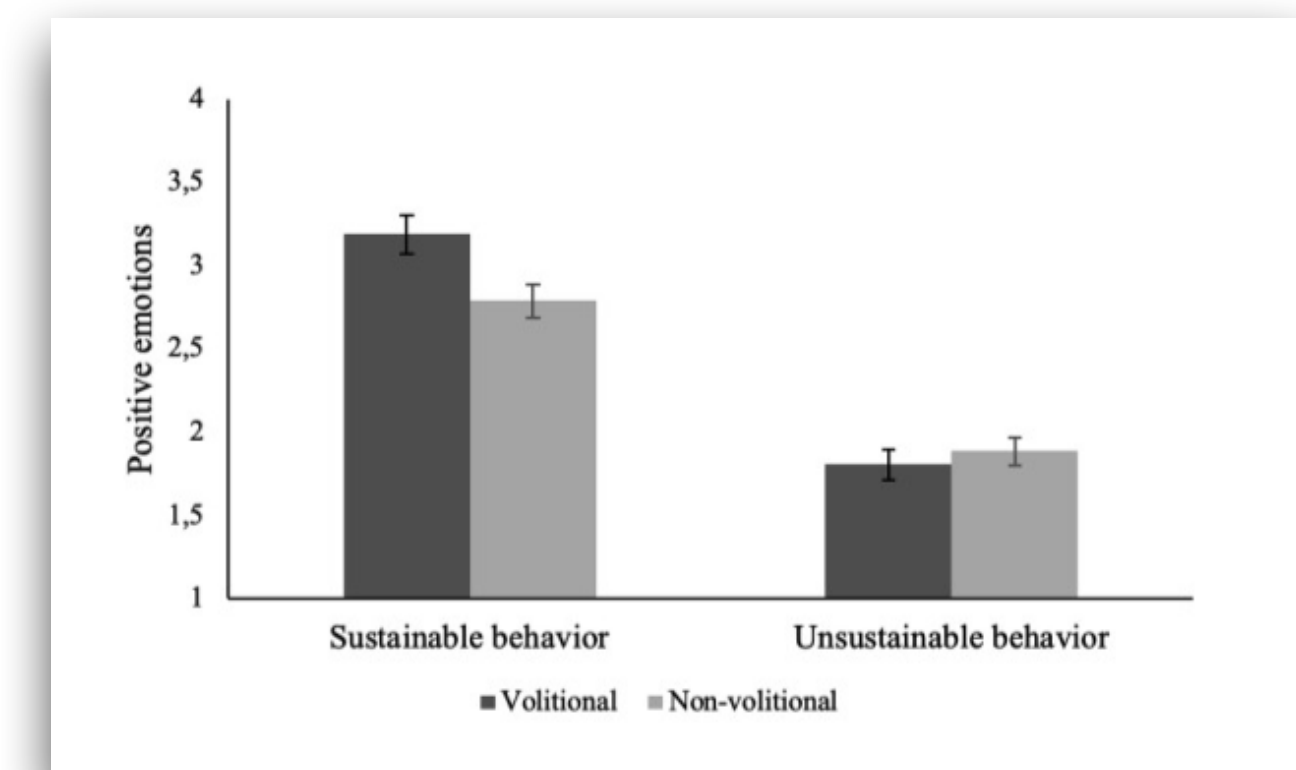 4
3,5
3
2,5
2
1,5
1
Positive emotions
Sustainable behavior Unsustainable behavior
Volitional Non-volitional